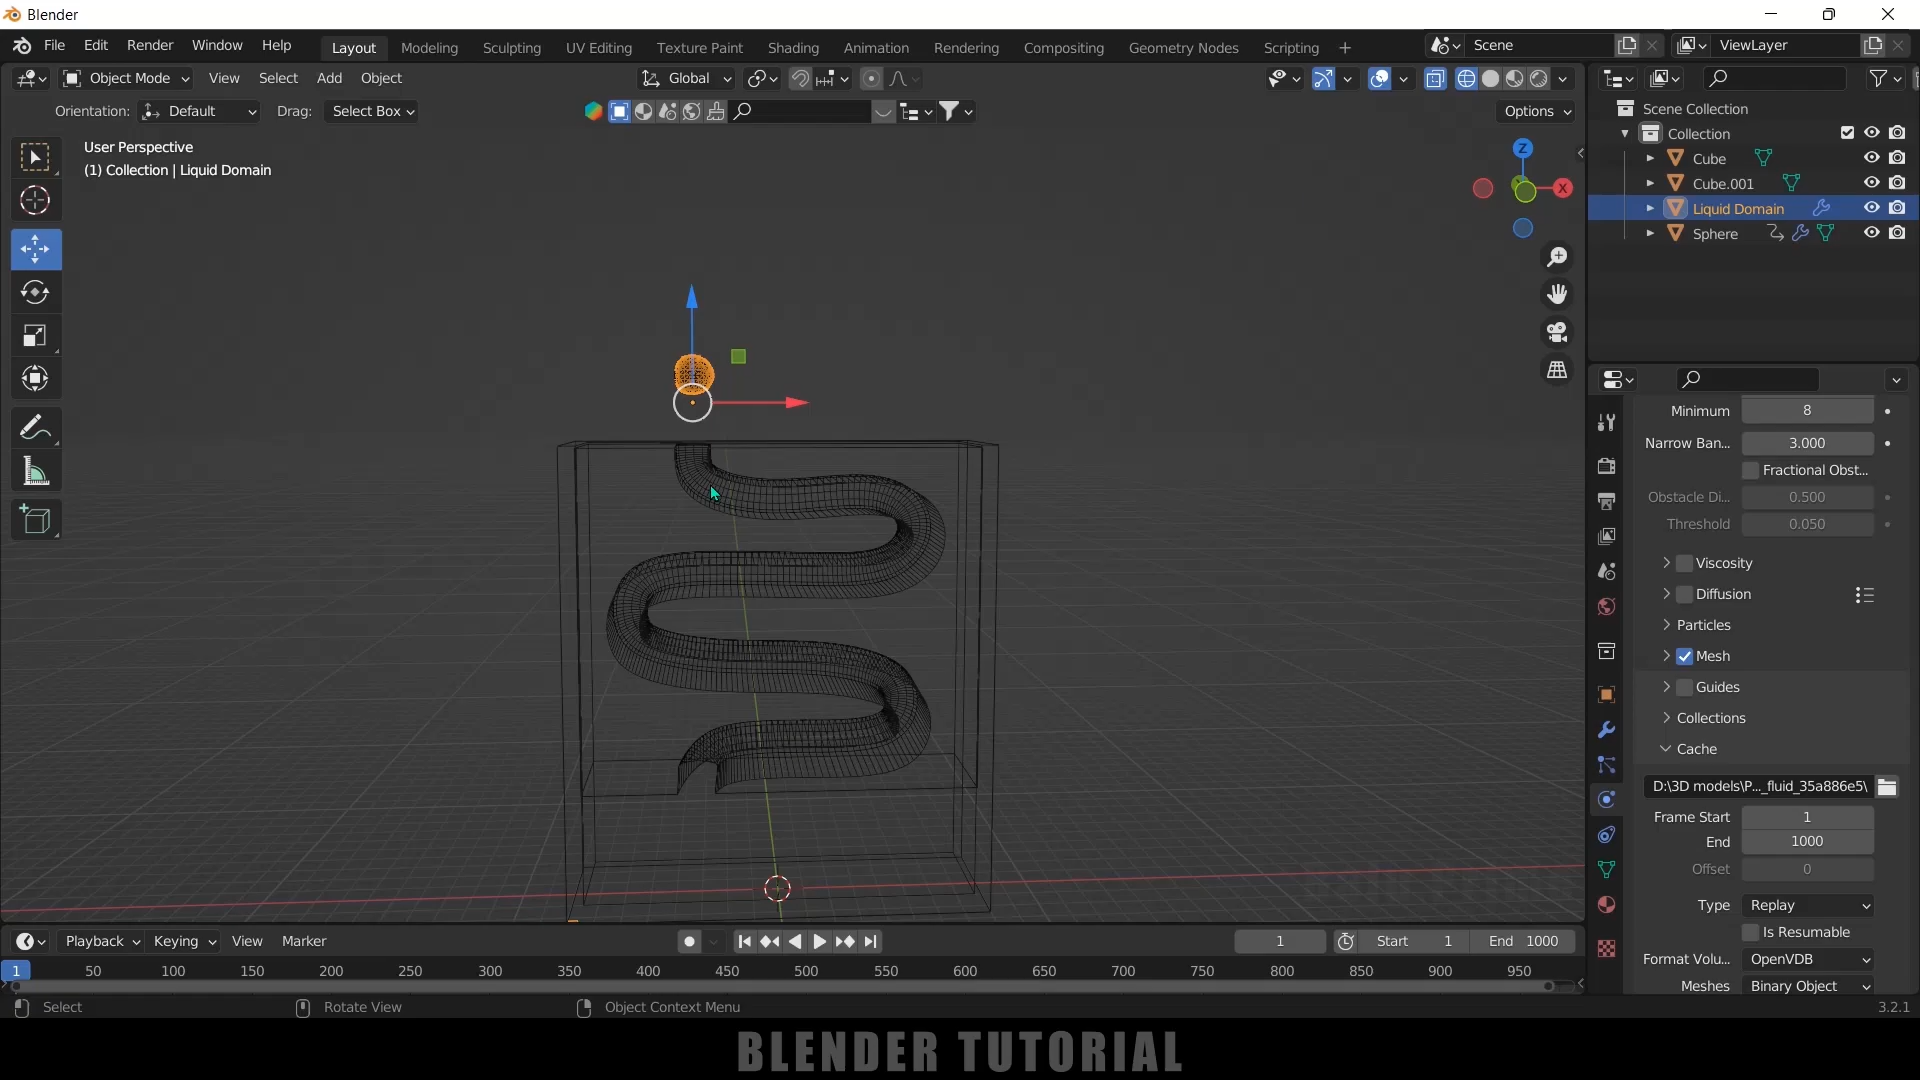 Blender
File Edit Render Window Help
Layout Modeling Sculpting UV Editing Texture Paint Shading Animation Rendering Compositing Geometry Nodes Scripting +
Scene
ViewLayer
Object Mode View Select Add Object
Global
Orientation: Default Drag: Select Box
Options
User Perspective
(1) Collection | Liquid Domain
Z
X
Scene Collection
Collection
Cube
Cube.001
Liquid Domain
Sphere
Minimum 8
Narrow Ban... 3.000
Fractional Obst...
Obstacle Di... 0.500
Threshold 0.050
Viscosity
Diffusion
Particles
Mesh
Guides
Collections
Cache
D:\3D models\P..._fluid_35a886e5\
Frame Start 1
End 1000
Offset 0
Type Replay
Is Resumable
Format Volu... OpenVDB
Meshes Binary Object
Playback Keying View Marker
1 Start 1 End 1000
1 50 100 150 200 250 300 350 400 450 500 550 600 650 700 750 800 850 900 950
Select Rotate View Object Context Menu 3.2.1
BLENDER TUTORIAL